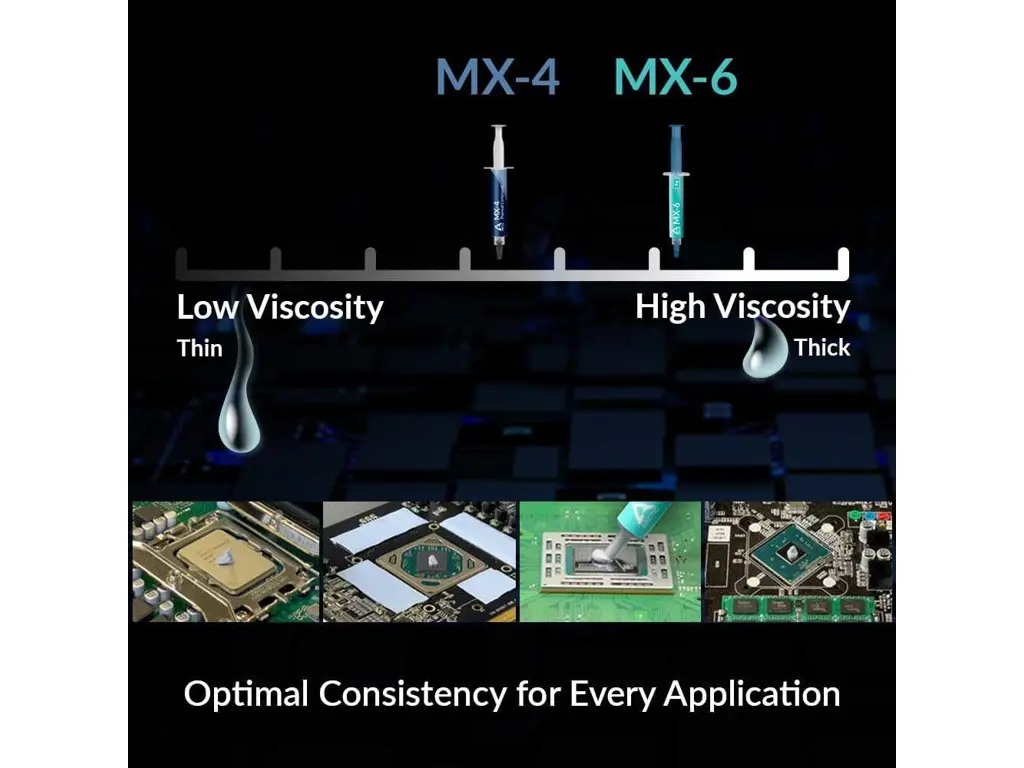 MX-4 MX-6
MX-4
MX-6
Low Viscosity High Viscosity
Thin Thick
Optimal Consistency for Every Application